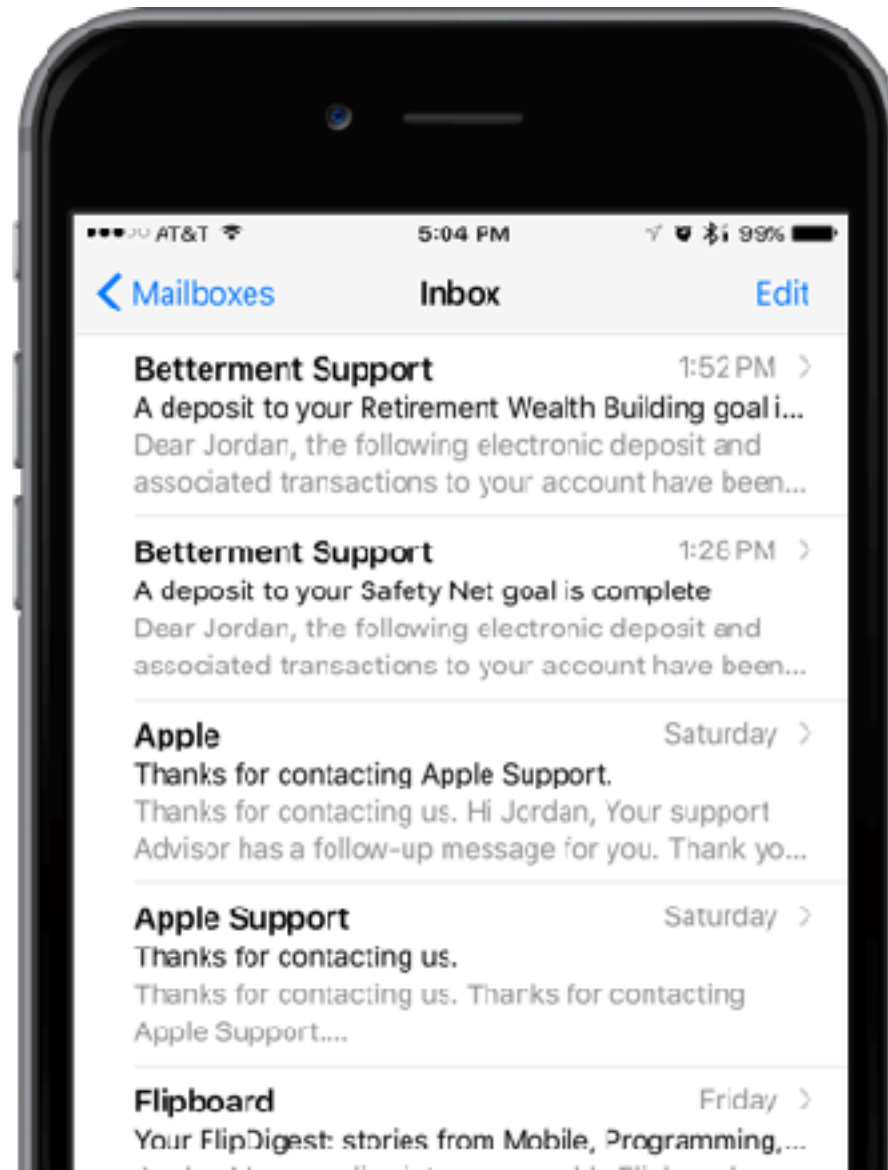 AT&T 5:04 PM 99%
Mailboxes Inbox Edit
Betterment Support 1:52 PM
A deposit to your Retirement Wealth Building goal i...
Dear Jordan, the following electronic deposit and
associated transactions to your account have been...
Betterment Support 1:28 PM
A deposit to your Safety Net goal is complete
Dear Jordan, the following electronic deposit and
associated transactions to your account have been...
Apple Saturday
Thanks for contacting Apple Support.
Thanks for contacting us. Hi Jordan, Your support
Advisor has a follow-up message for you. Thank yo...
Apple Support Saturday
Thanks for contacting us.
Thanks for contacting us. Thanks for contacting
Apple Support....
Flipboard Friday
Your FlipDigest: stories from Mobile, Programming,...